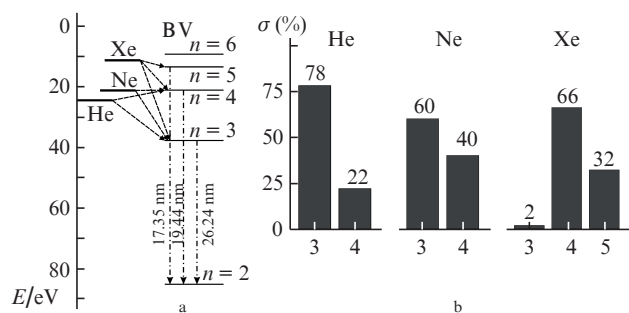 0
20
40
60
80
E/eV
BV
Xe
Ne
He
n = 6
n = 5
n = 4
n = 3
n = 2
17.35 nm
19.44 nm
26.24 nm
a
σ (%)
75
50
25
0
He
78
22
3 4
Ne
60
40
3 4
Xe
2
66
32
3 4 5
b